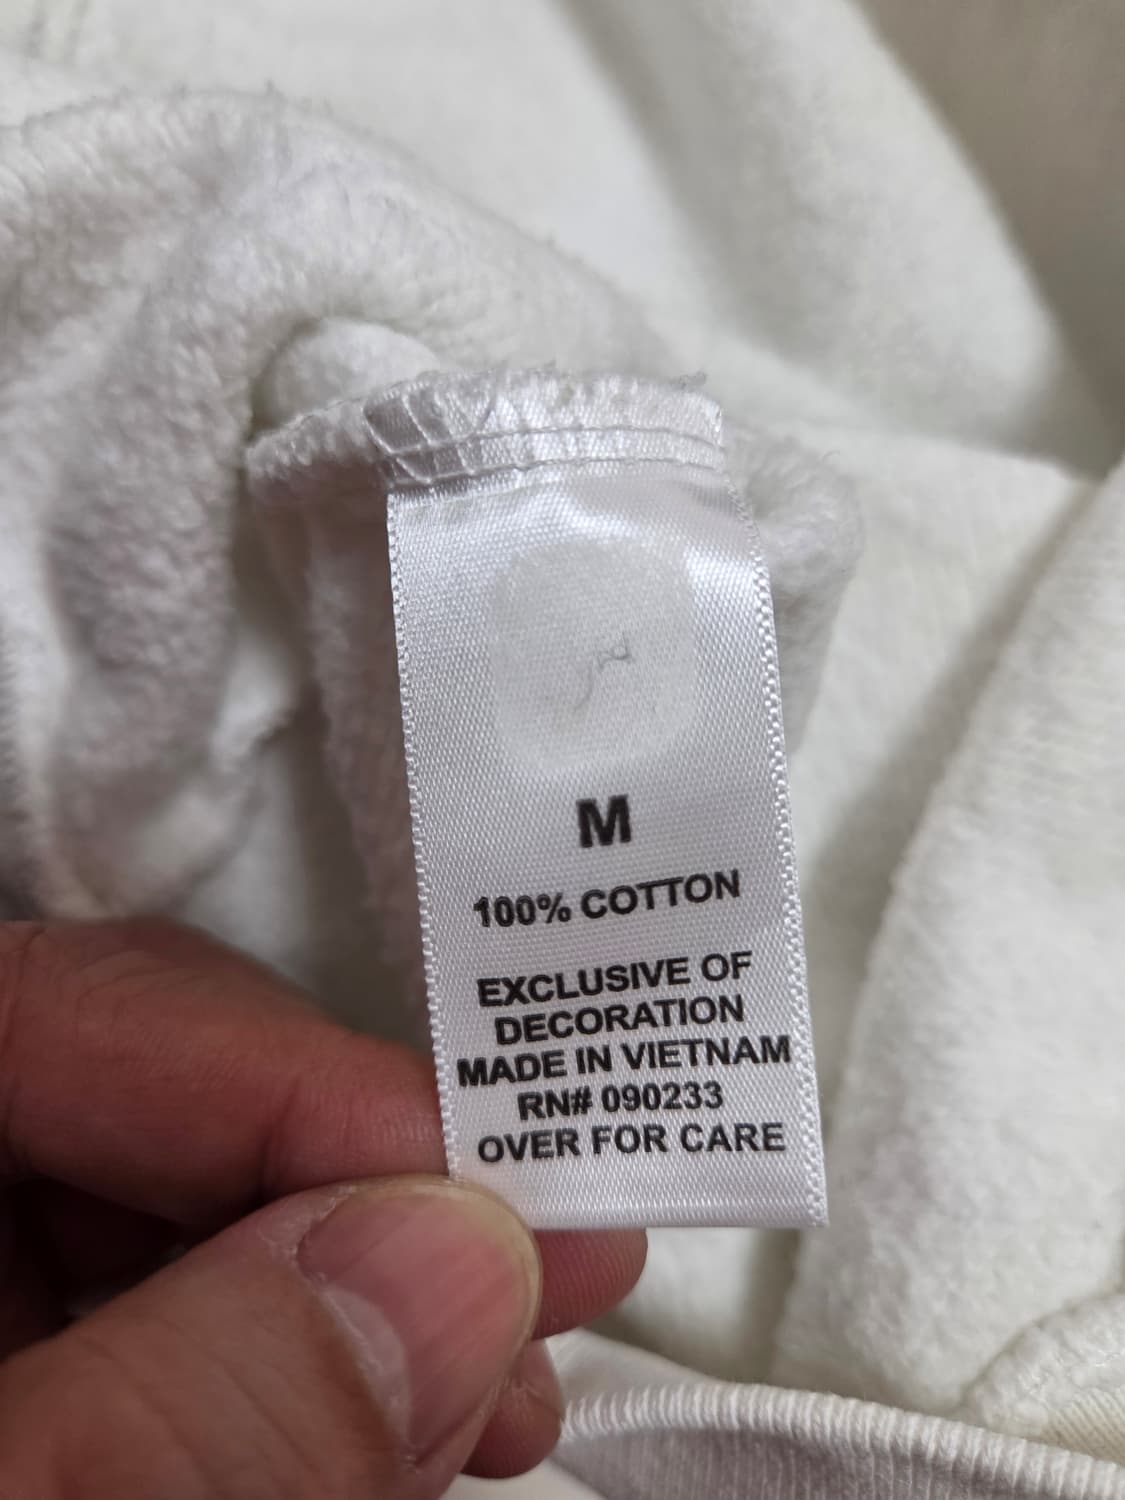 M
100% COTTON
EXCLUSIVE OF
DECORATION
MADE IN VIETNAM
RN# 090233
OVER FOR CARE